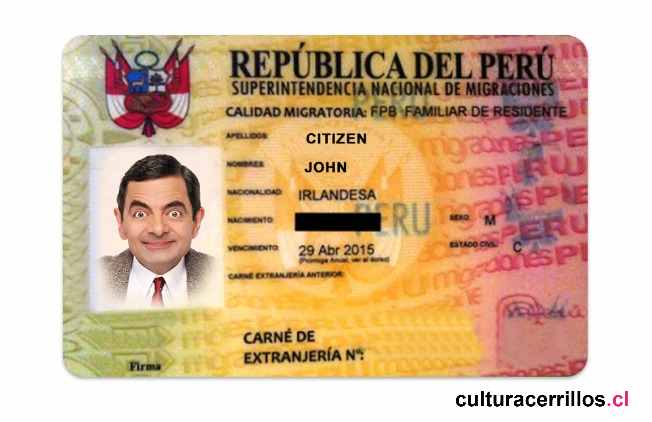 REPÚBLICA DEL PERÚ
SUPERINTENDENCIA NACIONAL DE MIGRACIONES
CALIDAD MIGRATORIA: FPB -FAMILIAR DE RESIDENTE
APELLIDOS: CITIZEN
NOMBRES: JOHN
NACIONALIDAD: IRLANDESA
NACIMIENTO: SEXO: M
PERU
VENCIMIENTO: 29 Abr 2015 ESTADO CIVIL: C
(Prórroga Anual, ver al dorso)
CARNÉ EXTRANJERÍA ANTERIOR:
CARNÉ DE
EXTRANJERÍA Nº:
Firma
culturacerrillos.cl